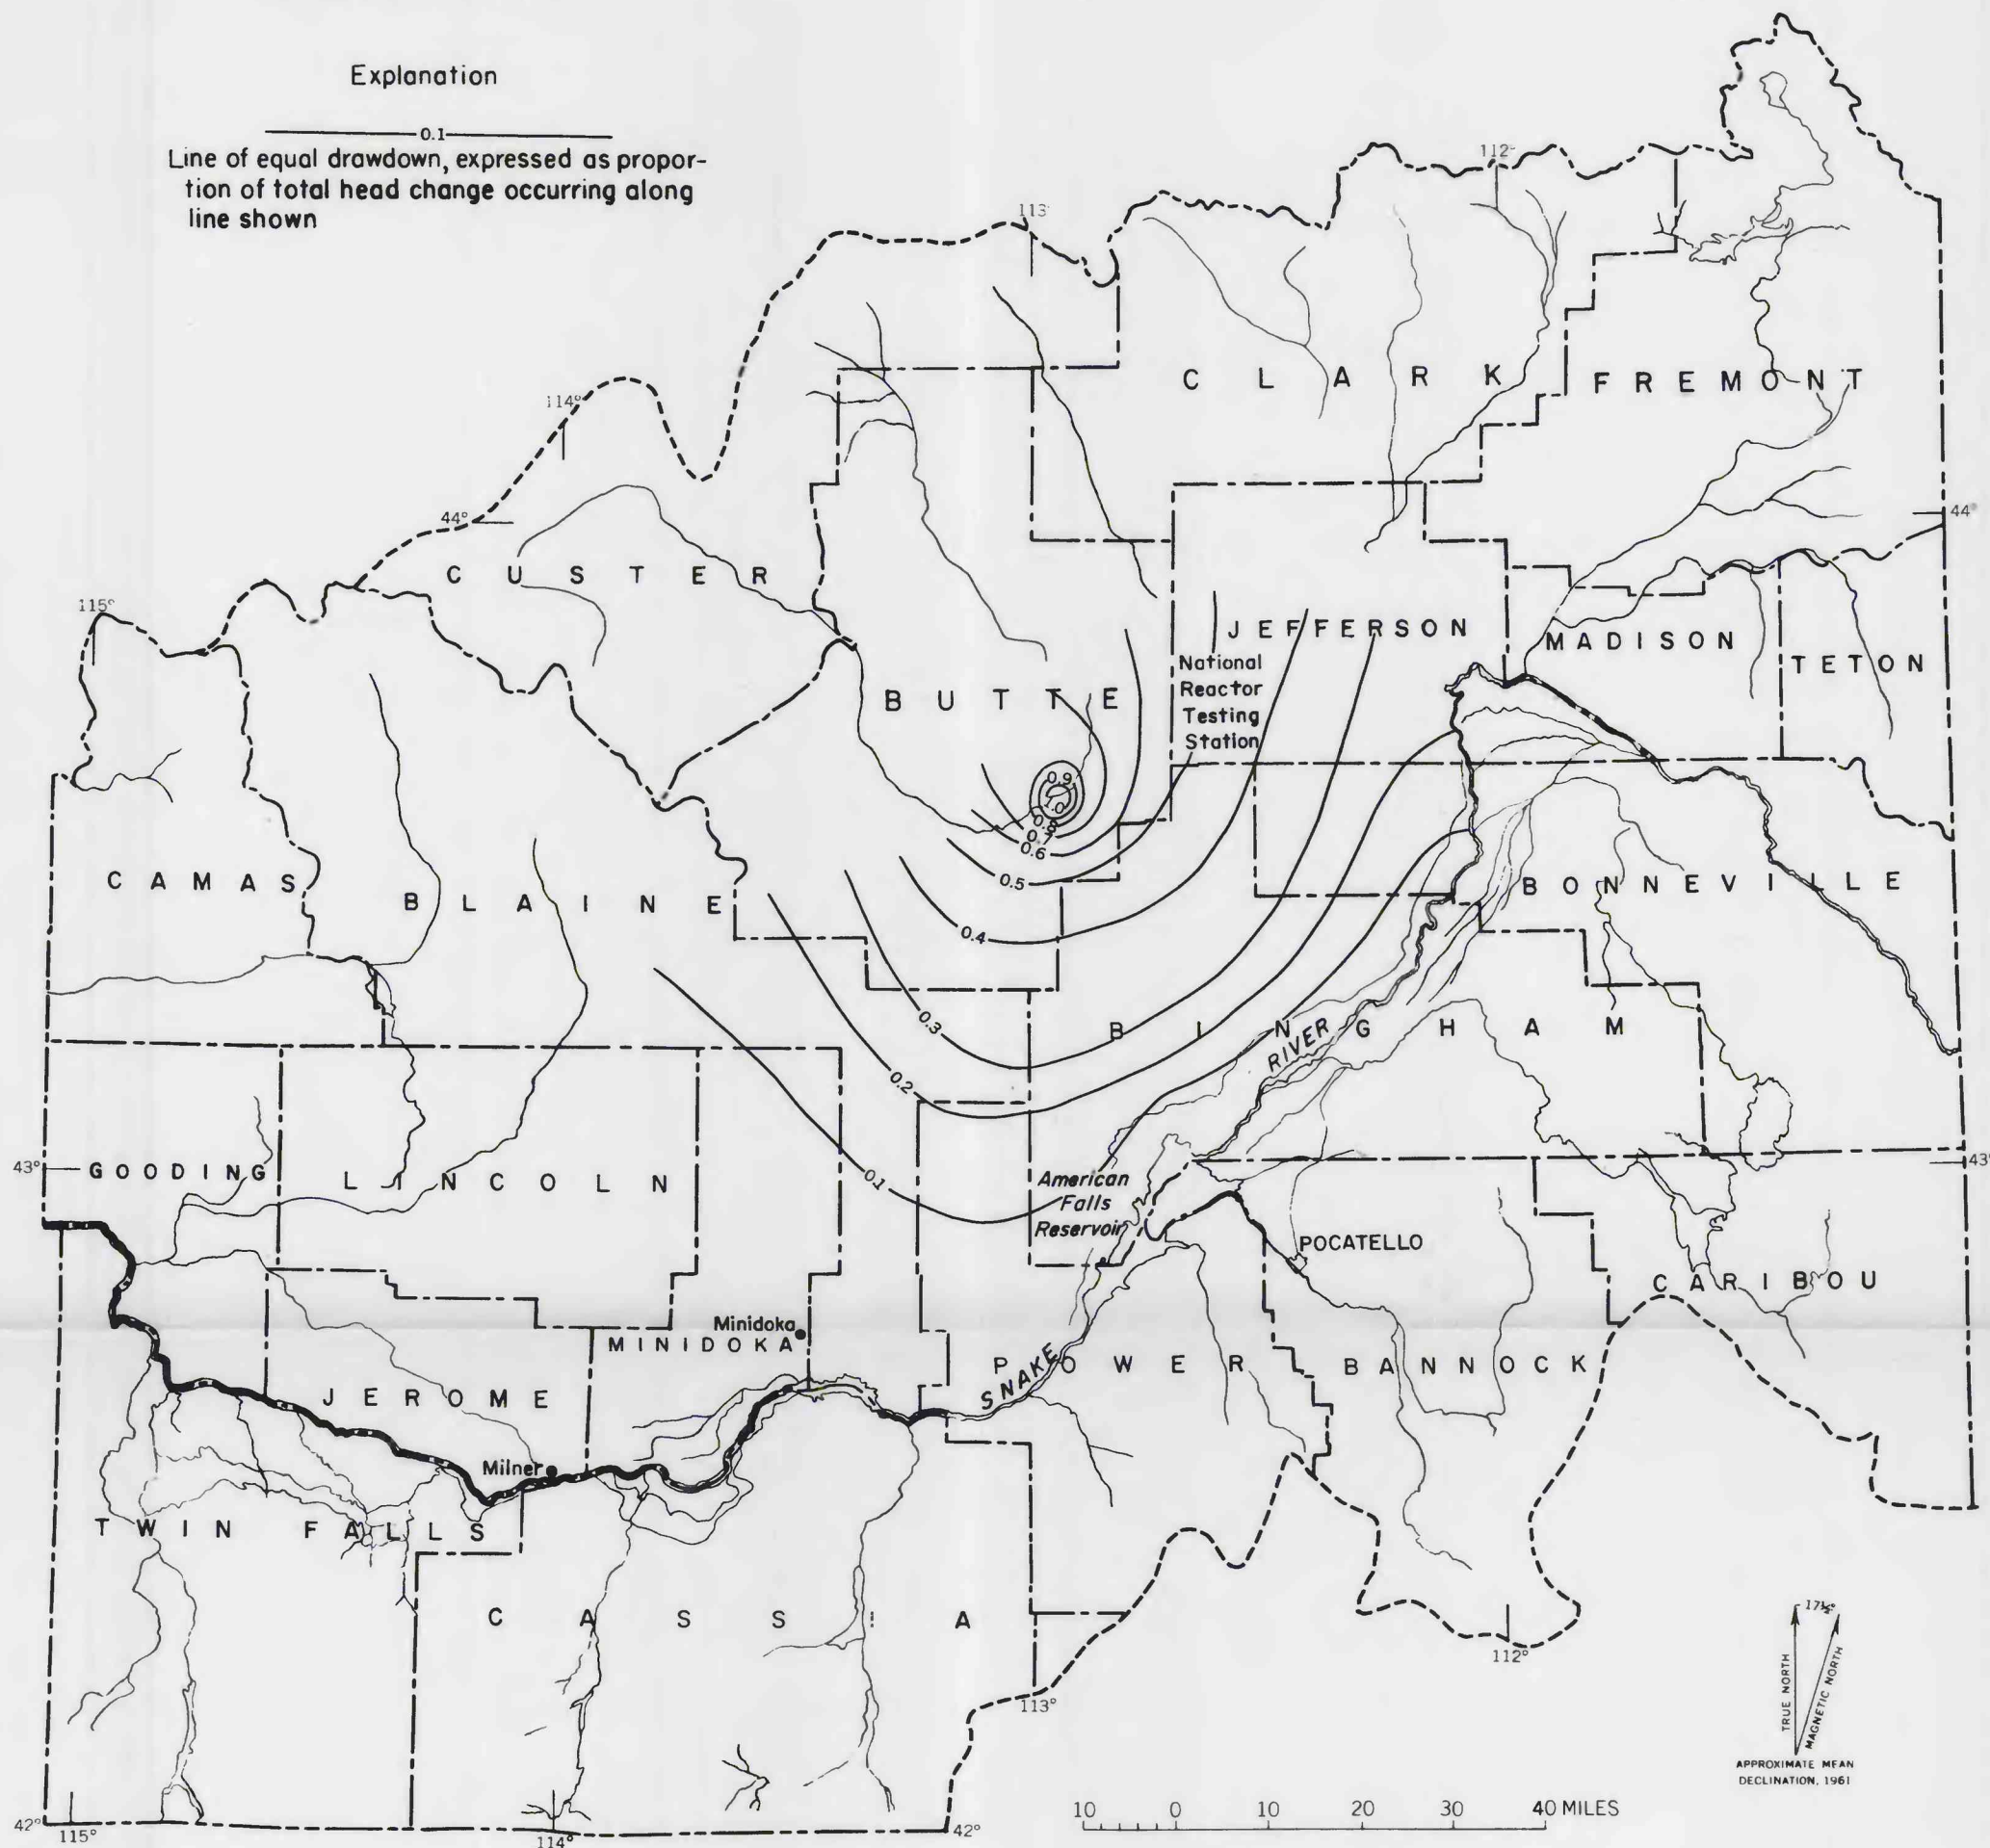 Explanation
0.1
Line of equal drawdown, expressed as propor-
tion of total head change occurring along
line shown
112°
113°
114°
44°
44°
115°
C L A R K
F R E M O N T
C U S T E R
J E F F E R S O N
M A D I S O N
T E T O N
National
Reactor
Testing
Station
B U T T E
0.9
1.0
0.8
0.7
0.6
0.5
0.4
0.3
0.2
0.1
C A M A S
B L A I N E
B O N N E V I L L E
B I N G H A M
RIVER
43°
43°
G O O D I N G
L I N C O L N
American
Falls
Reservoir
POCATELLO
C A R I B O U
Minidoka
M I N I D O K A
P O W E R
SNAKE
B A N N O C K
J E R O M E
Milner
T W I N F A L L S
C A S S I A
112°
113°
17½°
TRUE NORTH
MAGNETIC NORTH
APPROXIMATE MEAN
DECLINATION, 1961
10 0 10 20 30 40 MILES
42°
115°
114°
42°